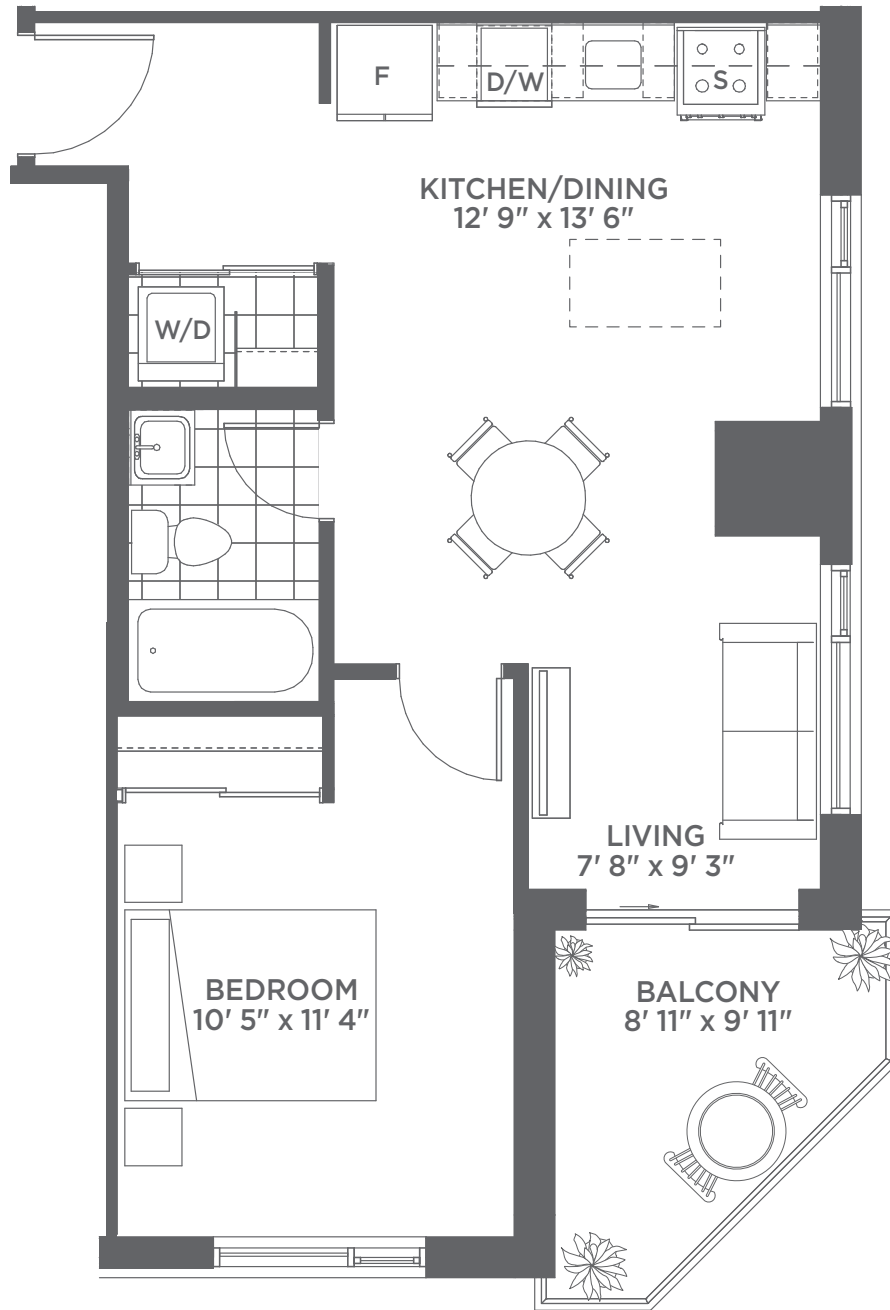 F
D/W
S
KITCHEN/DINING
12' 9" x 13' 6"
W/D
LIVING
7' 8" x 9' 3"
BEDROOM
10' 5" x 11' 4"
BALCONY
8' 11" x 9' 11"